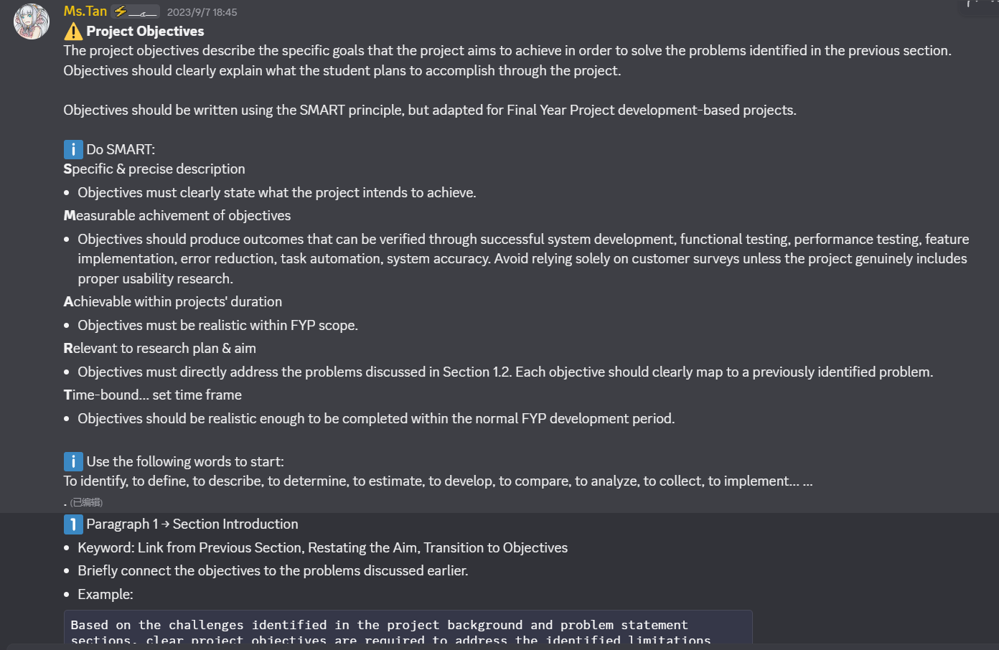 Ms.Tan 2023/9/7 18:45
⚠️ Project Objectives
The project objectives describe the specific goals that the project aims to achieve in order to solve the problems identified in the previous section.
Objectives should clearly explain what the student plans to accomplish through the project.
Objectives should be written using the SMART principle, but adapted for Final Year Project development-based projects.
ℹ️ Do SMART:
Specific & precise description
• Objectives must clearly state what the project intends to achieve.
Measurable achivement of objectives
• Objectives should produce outcomes that can be verified through successful system development, functional testing, performance testing, feature
implementation, error reduction, task automation, system accuracy. Avoid relying solely on customer surveys unless the project genuinely includes
proper usability research.
Achievable within projects' duration
• Objectives must be realistic within FYP scope.
Relevant to research plan & aim
• Objectives must directly address the problems discussed in Section 1.2. Each objective should clearly map to a previously identified problem.
Time-bound... set time frame
• Objectives should be realistic enough to be completed within the normal FYP development period.
ℹ️ Use the following words to start:
To identify, to define, to describe, to determine, to estimate, to develop, to compare, to analyze, to collect, to implement... ...
. (已编辑)
1️⃣ Paragraph 1 → Section Introduction
• Keyword: Link from Previous Section, Restating the Aim, Transition to Objectives
• Briefly connect the objectives to the problems discussed earlier.
• Example:
Based on the challenges identified in the project background and problem statement
sections, clear project objectives are required to address the identified limitations